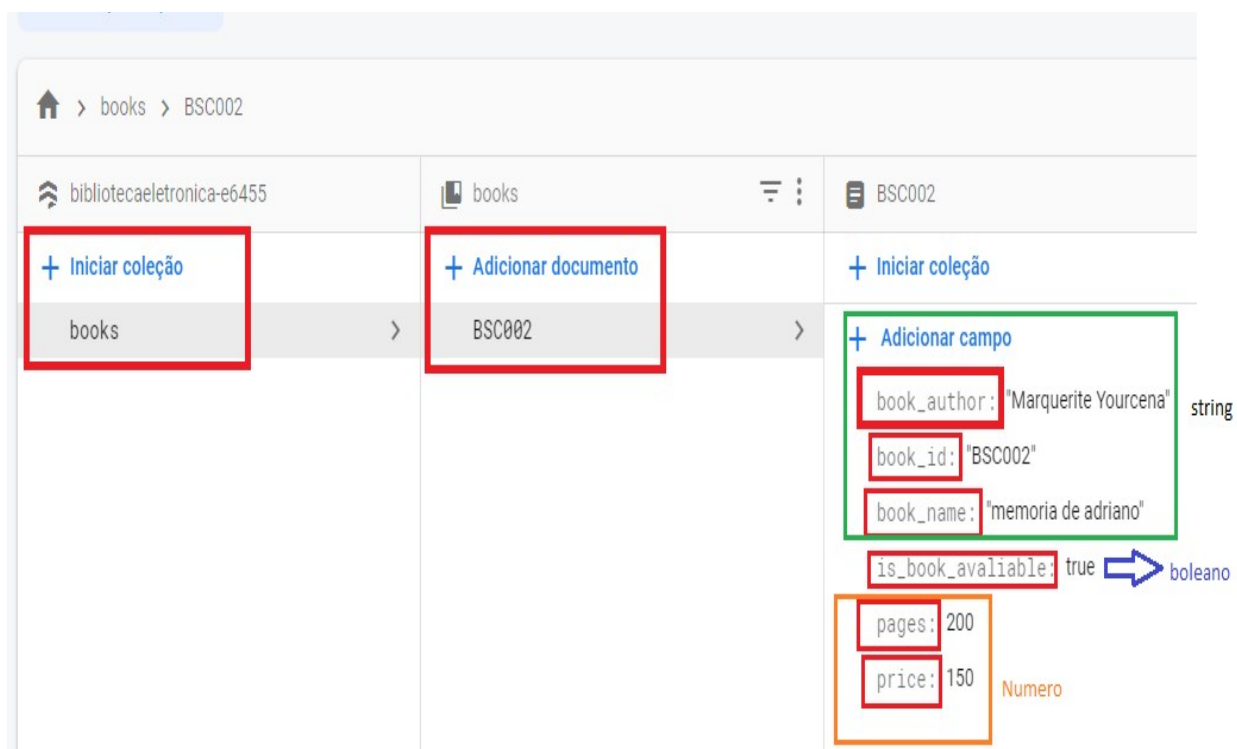 books > BSC002
bibliotecaeletronica-e6455
books
BSC002
+ Iniciar coleção
+ Adicionar documento
+ Iniciar coleção
books
BSC002
+ Adicionar campo
book_author: "Marquerite Yourcena"
string
book_id: "BSC002"
book_name: "memoria de adriano"
is_book_avaliable: true
boleano
pages: 200
price: 150
Numero